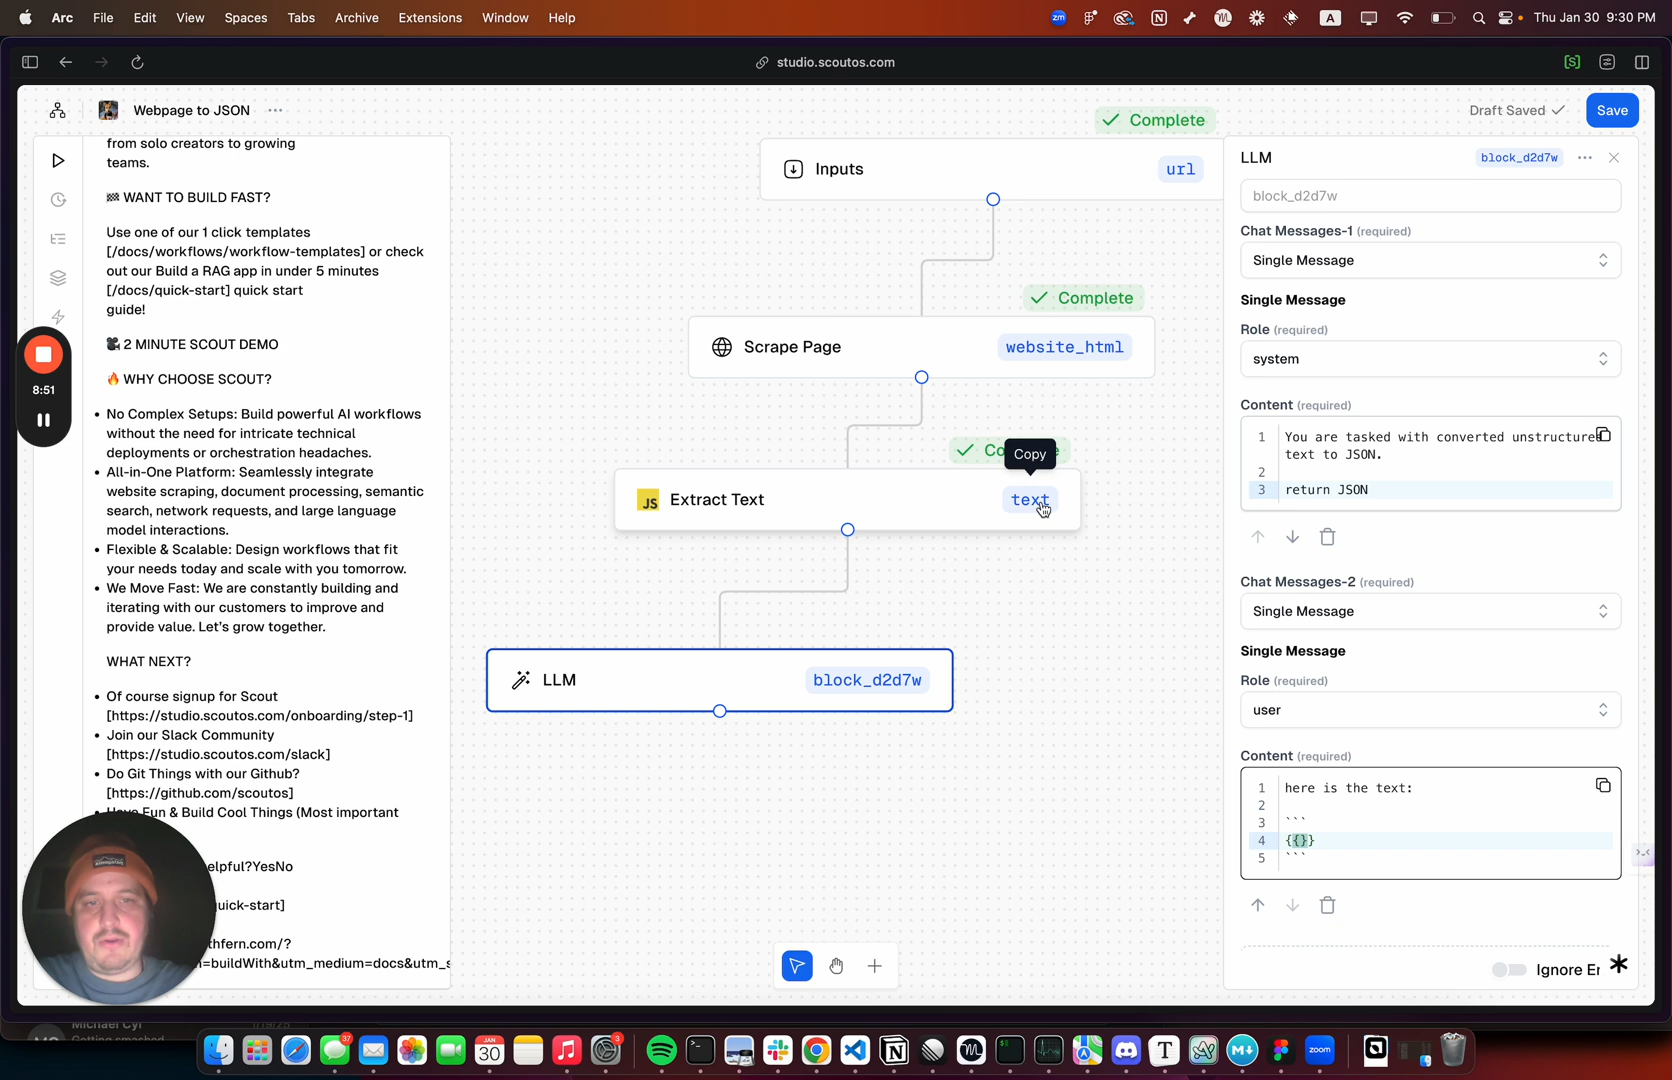 Arc File Edit View Spaces Tabs Archive Extensions Window Help
zm A Thu Jan 30 9:30 PM
studio.scoutos.com
[S]
Webpage to JSON ...
Draft Saved
Save
from solo creators to growing
teams.
🏁 WANT TO BUILD FAST?
Use one of our 1 click templates
[/docs/workflows/workflow-templates] or check
out our Build a RAG app in under 5 minutes
[/docs/quick-start] quick start
guide!
🎥 2 MINUTE SCOUT DEMO
🔥 WHY CHOOSE SCOUT?
• No Complex Setups: Build powerful AI workflows
without the need for intricate technical
deployments or orchestration headaches.
• All-in-One Platform: Seamlessly integrate
website scraping, document processing, semantic
search, network requests, and large language
model interactions.
• Flexible & Scalable: Design workflows that fit
your needs today and scale with you tomorrow.
• We Move Fast: We are constantly building and
iterating with our customers to improve and
provide value. Let's grow together.
WHAT NEXT?
• Of course signup for Scout
[https://studio.scoutos.com/onboarding/step-1]
• Join our Slack Community
[https://studio.scoutos.com/slack]
• Do Git Things with our Github?
[https://github.com/scoutos]
• Have Fun & Build Cool Things (Most important
elpful?YesNo
uick-start]
thfern.com/?
=buildWith&utm_medium=docs&utm_s
8:51
Complete
Inputs url
Complete
Scrape Page website_html
Copy
JS Extract Text text
LLM block_d2d7w
LLM block_d2d7w
block_d2d7w
Chat Messages-1 (required)
Single Message
Single Message
Role (required)
system
Content (required)
1 You are tasked with converted unstructured
text to JSON.
2
3 return JSON
Chat Messages-2 (required)
Single Message
Single Message
Role (required)
user
Content (required)
1 here is the text:
2
3 ```
4 {{}}
5 ```
Ignore Er
Michael Cyr
37
JAN
30
3
zoom